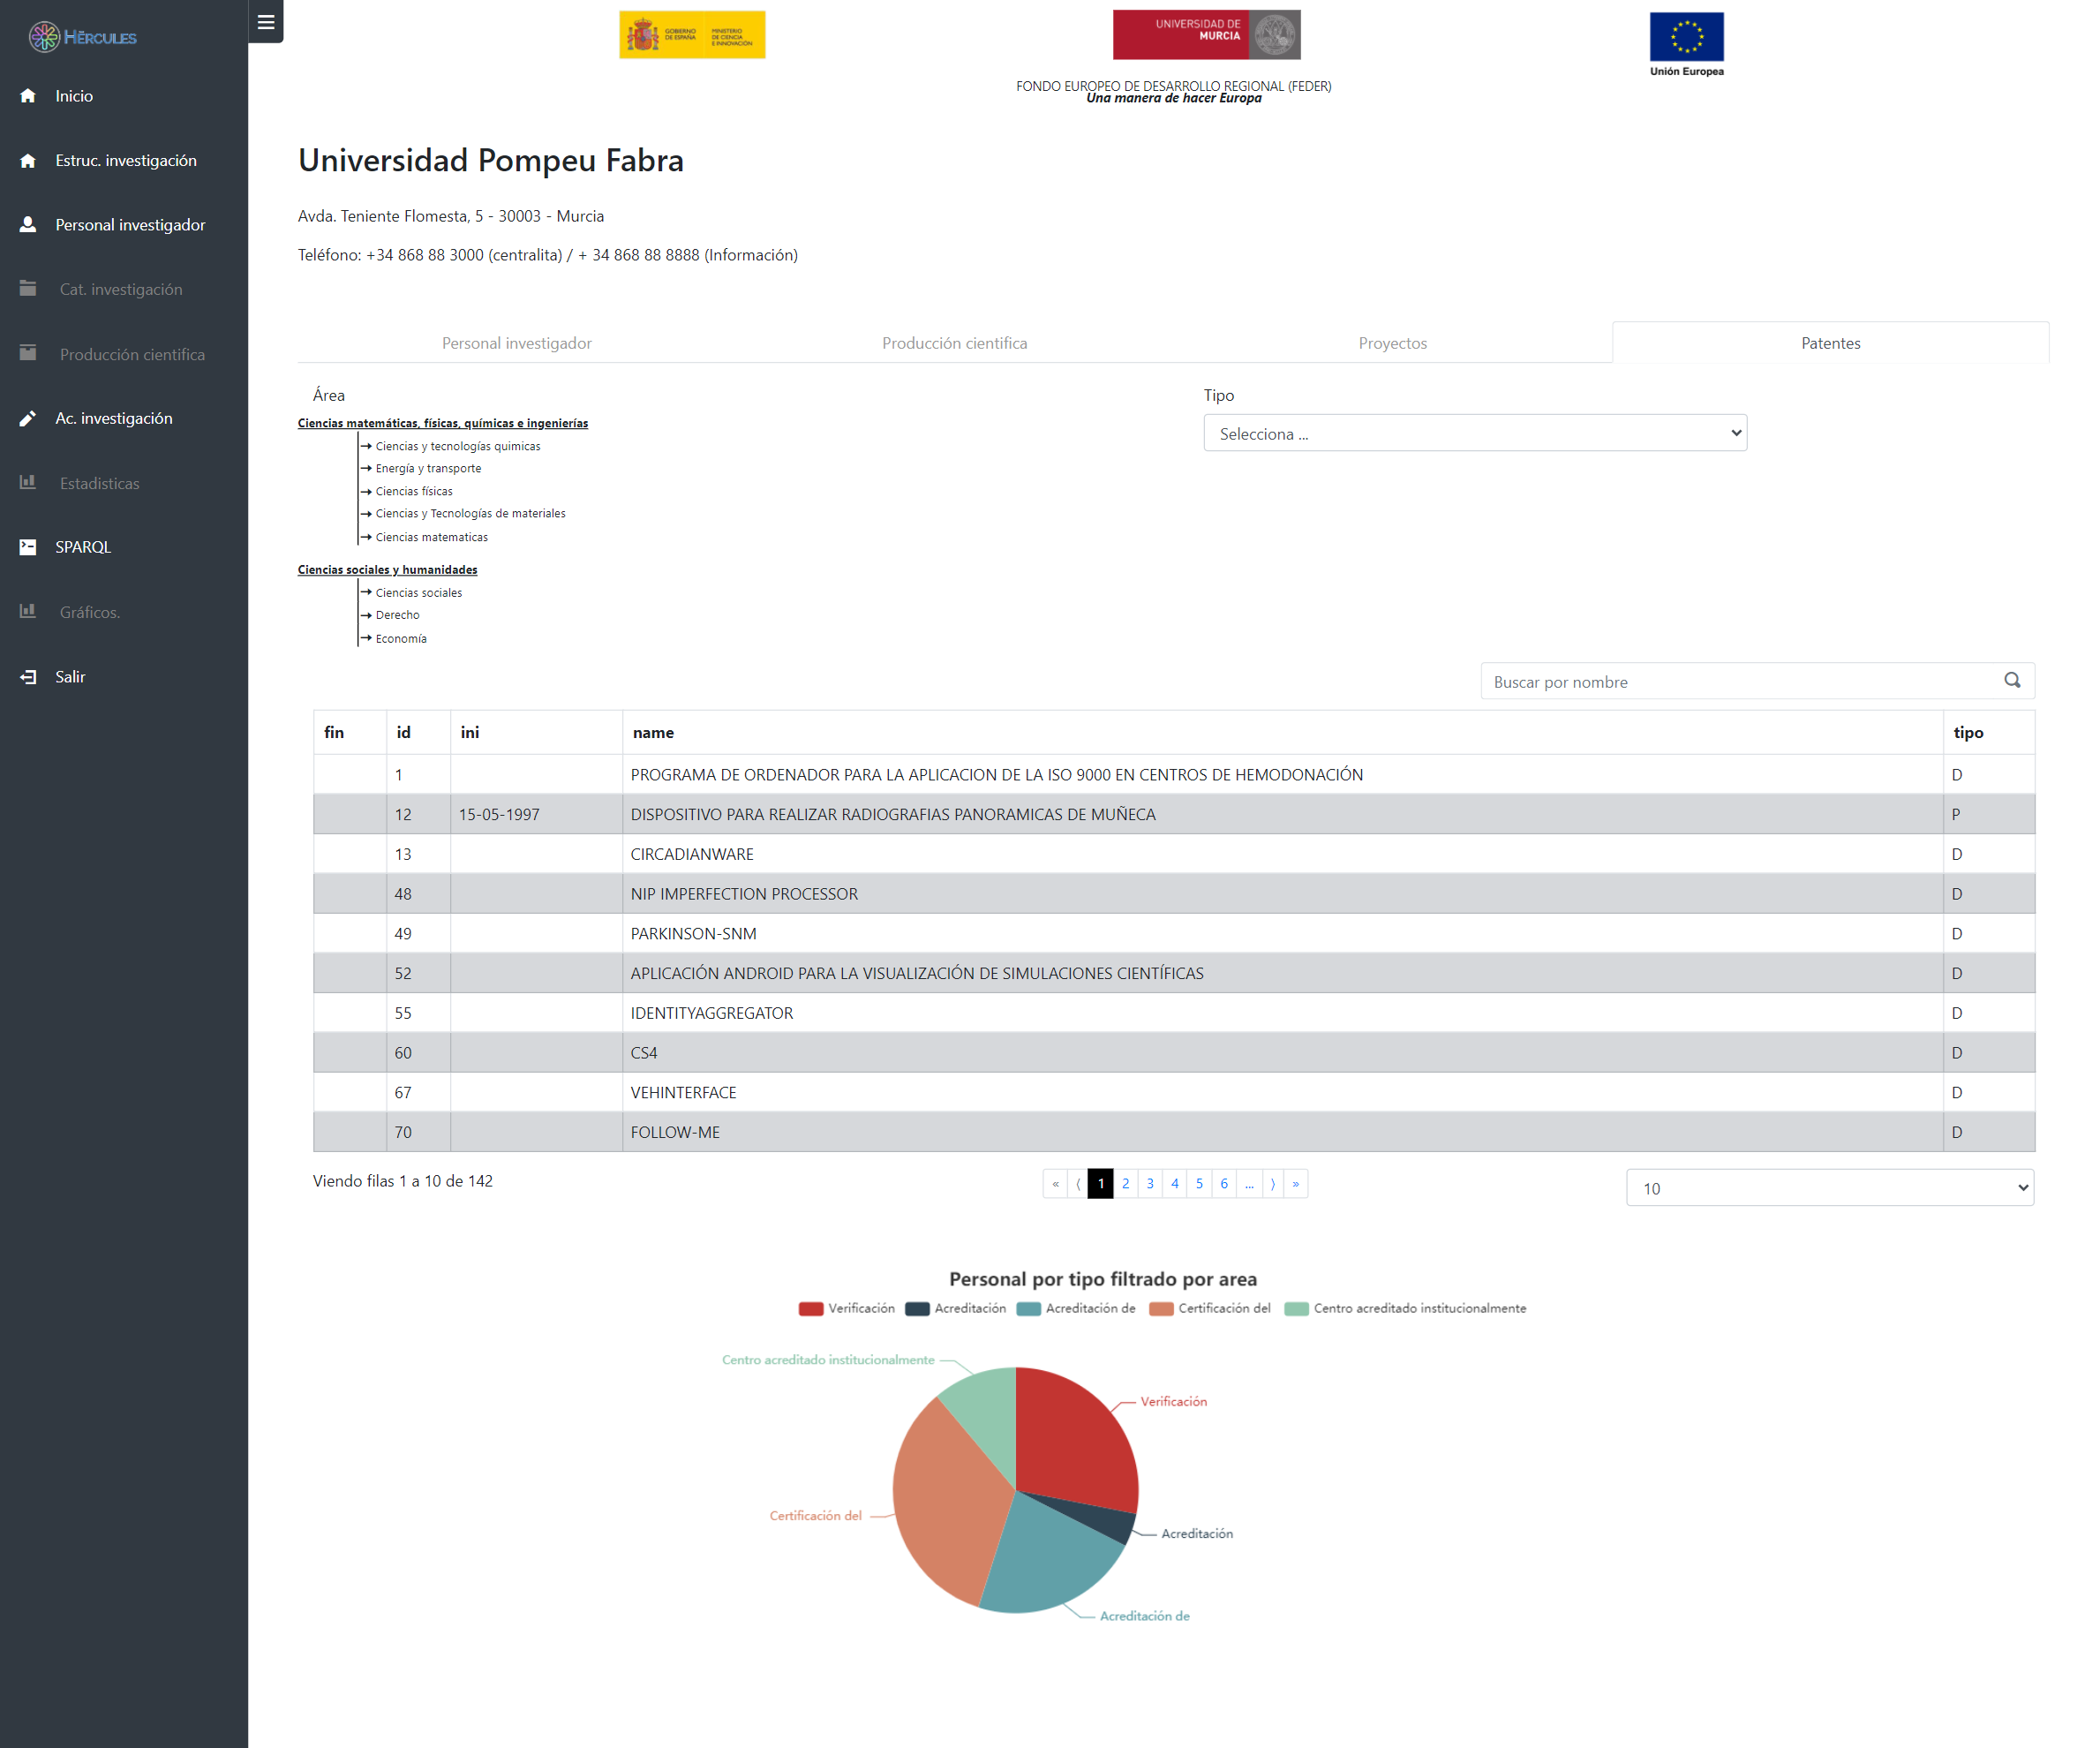 HĒRCULES
Inicio
Estruc. investigación
Personal investigador
Cat. investigación
Producción cientifica
Ac. investigación
Estadisticas
SPARQL
Gráficos.
Salir
GOBIERNO DE ESPAÑA
MINISTERIO DE CIENCIA E INNOVACIÓN
UNIVERSIDAD DE
MURCIA
Unión Europea
FONDO EUROPEO DE DESARROLLO REGIONAL (FEDER)
Una manera de hacer Europa
Universidad Pompeu Fabra
Avda. Teniente Flomesta, 5 - 30003 - Murcia
Teléfono: +34 868 88 3000 (centralita) / + 34 868 88 8888 (Información)
Personal investigador Producción cientifica Proyectos Patentes
Área
Ciencias matemáticas, físicas, químicas e ingenierías
Ciencias y tecnologías quimicas
Energía y transporte
Ciencias físicas
Ciencias y Tecnologías de materiales
Ciencias matematicas
Ciencias sociales y humanidades
Ciencias sociales
Derecho
Economía
Tipo
Selecciona ...
Buscar por nombre
fin id ini name tipo
1 PROGRAMA DE ORDENADOR PARA LA APLICACION DE LA ISO 9000 EN CENTROS DE HEMODONACIÓN D
12 15-05-1997 DISPOSITIVO PARA REALIZAR RADIOGRAFIAS PANORAMICAS DE MUÑECA P
13 CIRCADIANWARE D
48 NIP IMPERFECTION PROCESSOR D
49 PARKINSON-SNM D
52 APLICACIÓN ANDROID PARA LA VISUALIZACIÓN DE SIMULACIONES CIENTÍFICAS D
55 IDENTITYAGGREGATOR D
60 CS4 D
67 VEHINTERFACE D
70 FOLLOW-ME D
Viendo filas 1 a 10 de 142
« ⟨ 1 2 3 4 5 6 ... ⟩ »
10
Personal por tipo filtrado por area
Verificación Acreditación Acreditación de Certificación del Centro acreditado institucionalmente
Centro acreditado institucionalmente
Verificación
Certificación del
Acreditación
Acreditación de